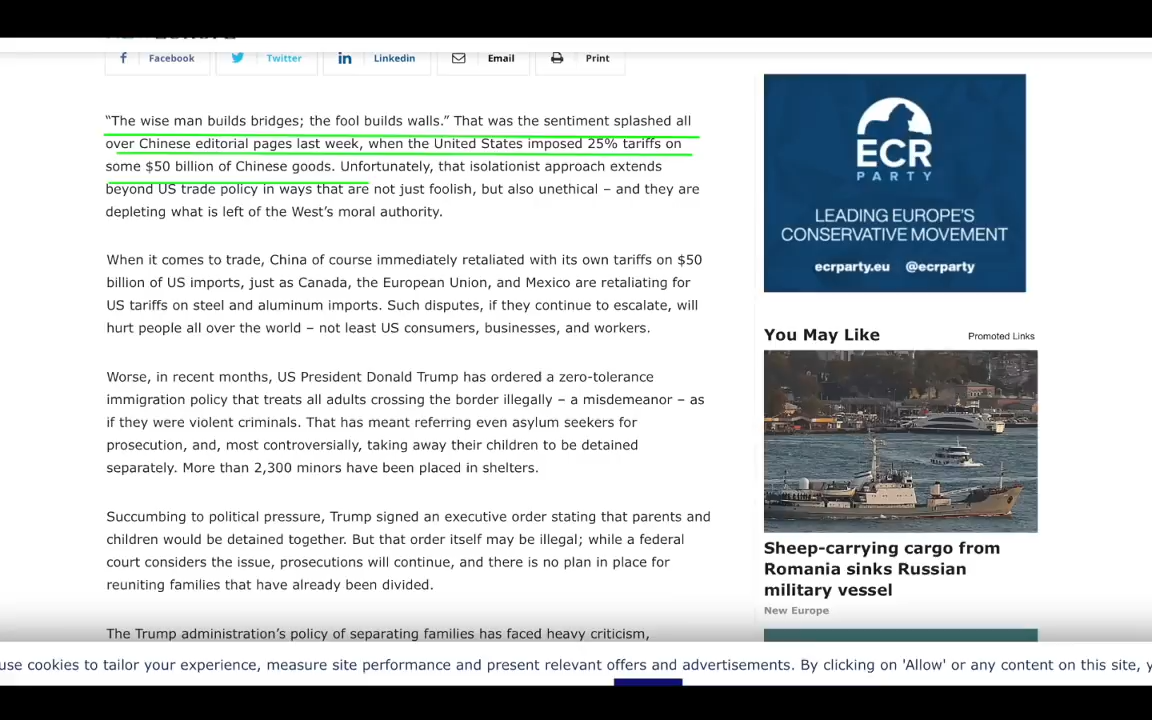 Facebook
Twitter
Linkedin
Email
Print
“The wise man builds bridges; the fool builds walls.” That was the sentiment splashed all
over Chinese editorial pages last week, when the United States imposed 25% tariffs on
some $50 billion of Chinese goods. Unfortunately, that isolationist approach extends
beyond US trade policy in ways that are not just foolish, but also unethical – and they are
depleting what is left of the West’s moral authority.
When it comes to trade, China of course immediately retaliated with its own tariffs on $50
billion of US imports, just as Canada, the European Union, and Mexico are retaliating for
US tariffs on steel and aluminum imports. Such disputes, if they continue to escalate, will
hurt people all over the world – not least US consumers, businesses, and workers.
Worse, in recent months, US President Donald Trump has ordered a zero-tolerance
immigration policy that treats all adults crossing the border illegally – a misdemeanor – as
if they were violent criminals. That has meant referring even asylum seekers for
prosecution, and, most controversially, taking away their children to be detained
separately. More than 2,300 minors have been placed in shelters.
Succumbing to political pressure, Trump signed an executive order stating that parents and
children would be detained together. But that order itself may be illegal; while a federal
court considers the issue, prosecutions will continue, and there is no plan in place for
reuniting families that have already been divided.
The Trump administration’s policy of separating families has faced heavy criticism,
ECR
PARTY
LEADING EUROPE'S
CONSERVATIVE MOVEMENT
ecrparty.eu @ecrparty
You May Like
Promoted Links
Sheep-carrying cargo from
Romania sinks Russian
military vessel
New Europe
use cookies to tailor your experience, measure site performance and present relevant offers and advertisements. By clicking on 'Allow' or any content on this site, y